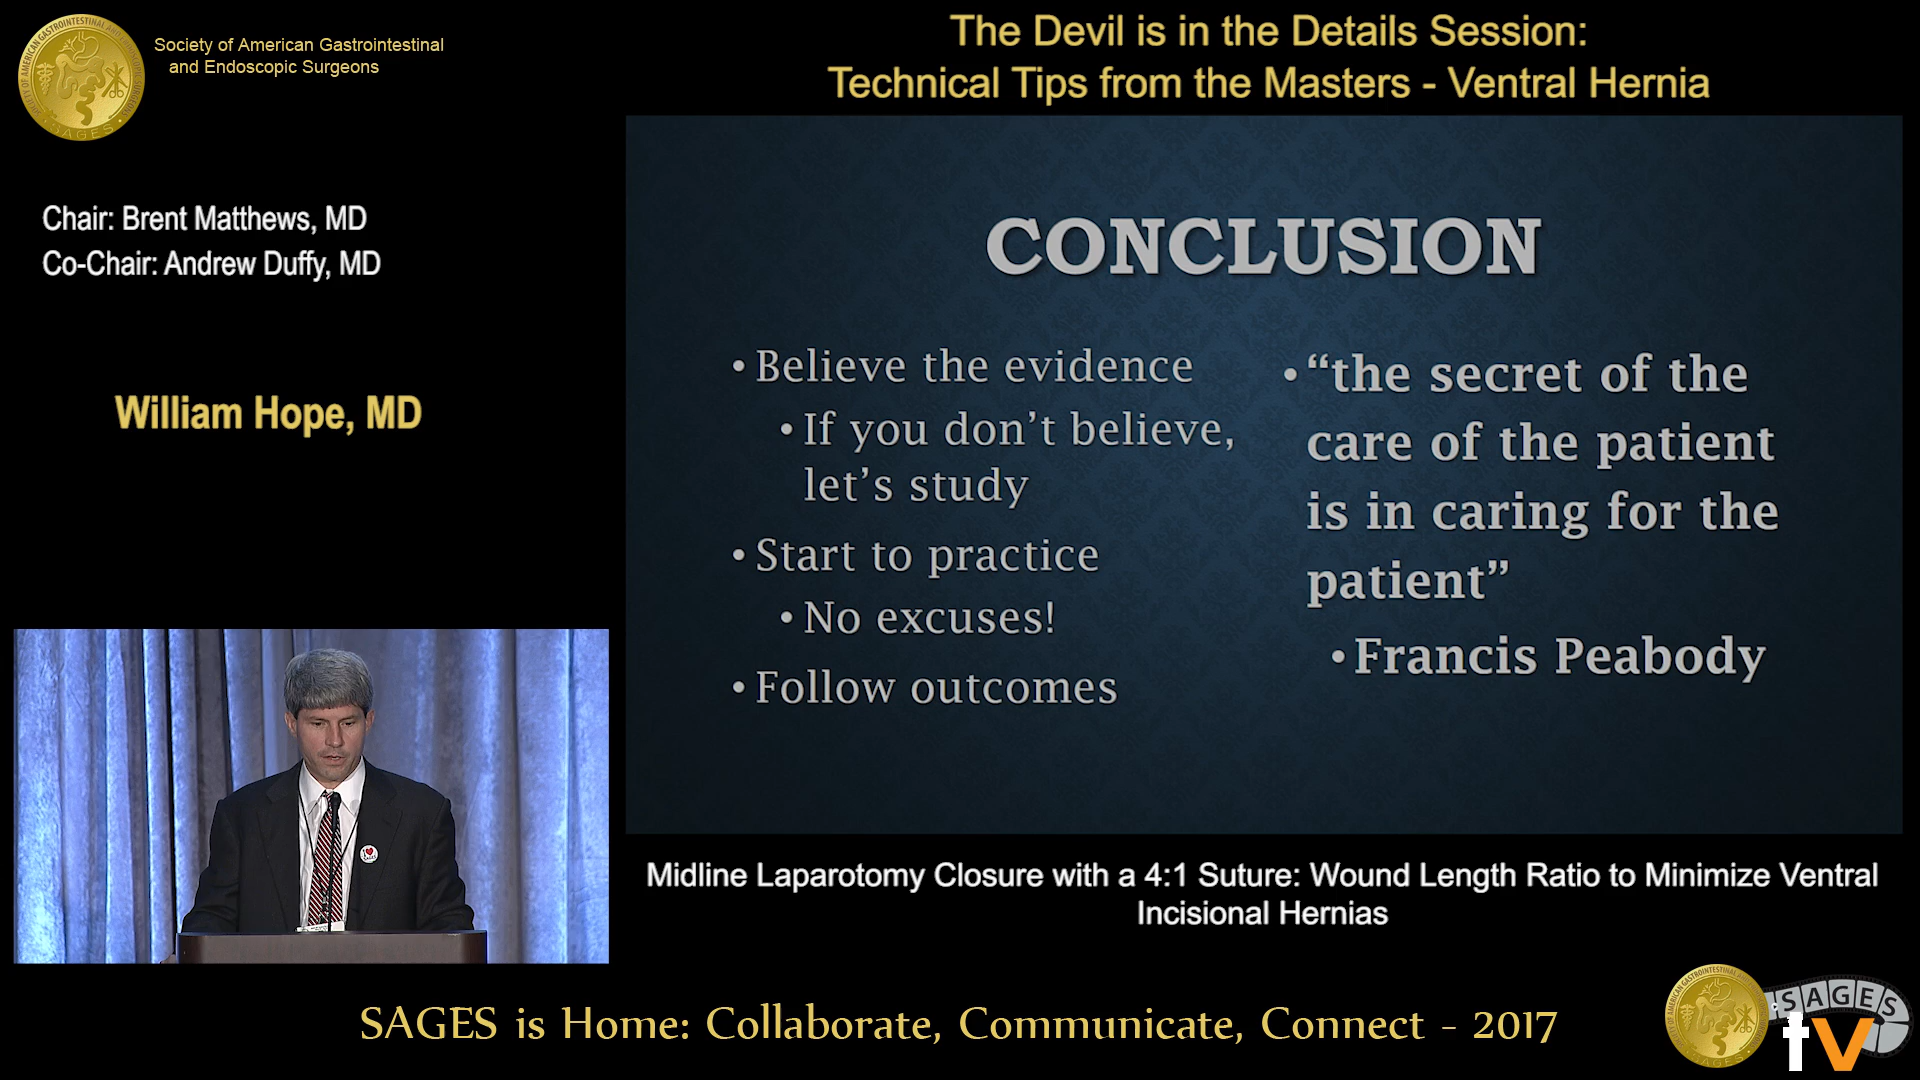 Society of American Gastrointestinal
and Endoscopic Surgeons
The Devil is in the Details Session:
Technical Tips from the Masters - Ventral Hernia
Chair: Brent Matthews, MD
Co-Chair: Andrew Duffy, MD
William Hope, MD
CONCLUSION
• Believe the evidence
• If you don’t believe,
let’s study
• Start to practice
• No excuses!
• Follow outcomes
• “the secret of the
care of the patient
is in caring for the
patient”
• Francis Peabody
Midline Laparotomy Closure with a 4:1 Suture: Wound Length Ratio to Minimize Ventral
Incisional Hernias
SAGES is Home: Collaborate, Communicate, Connect - 2017
SAGES
tv